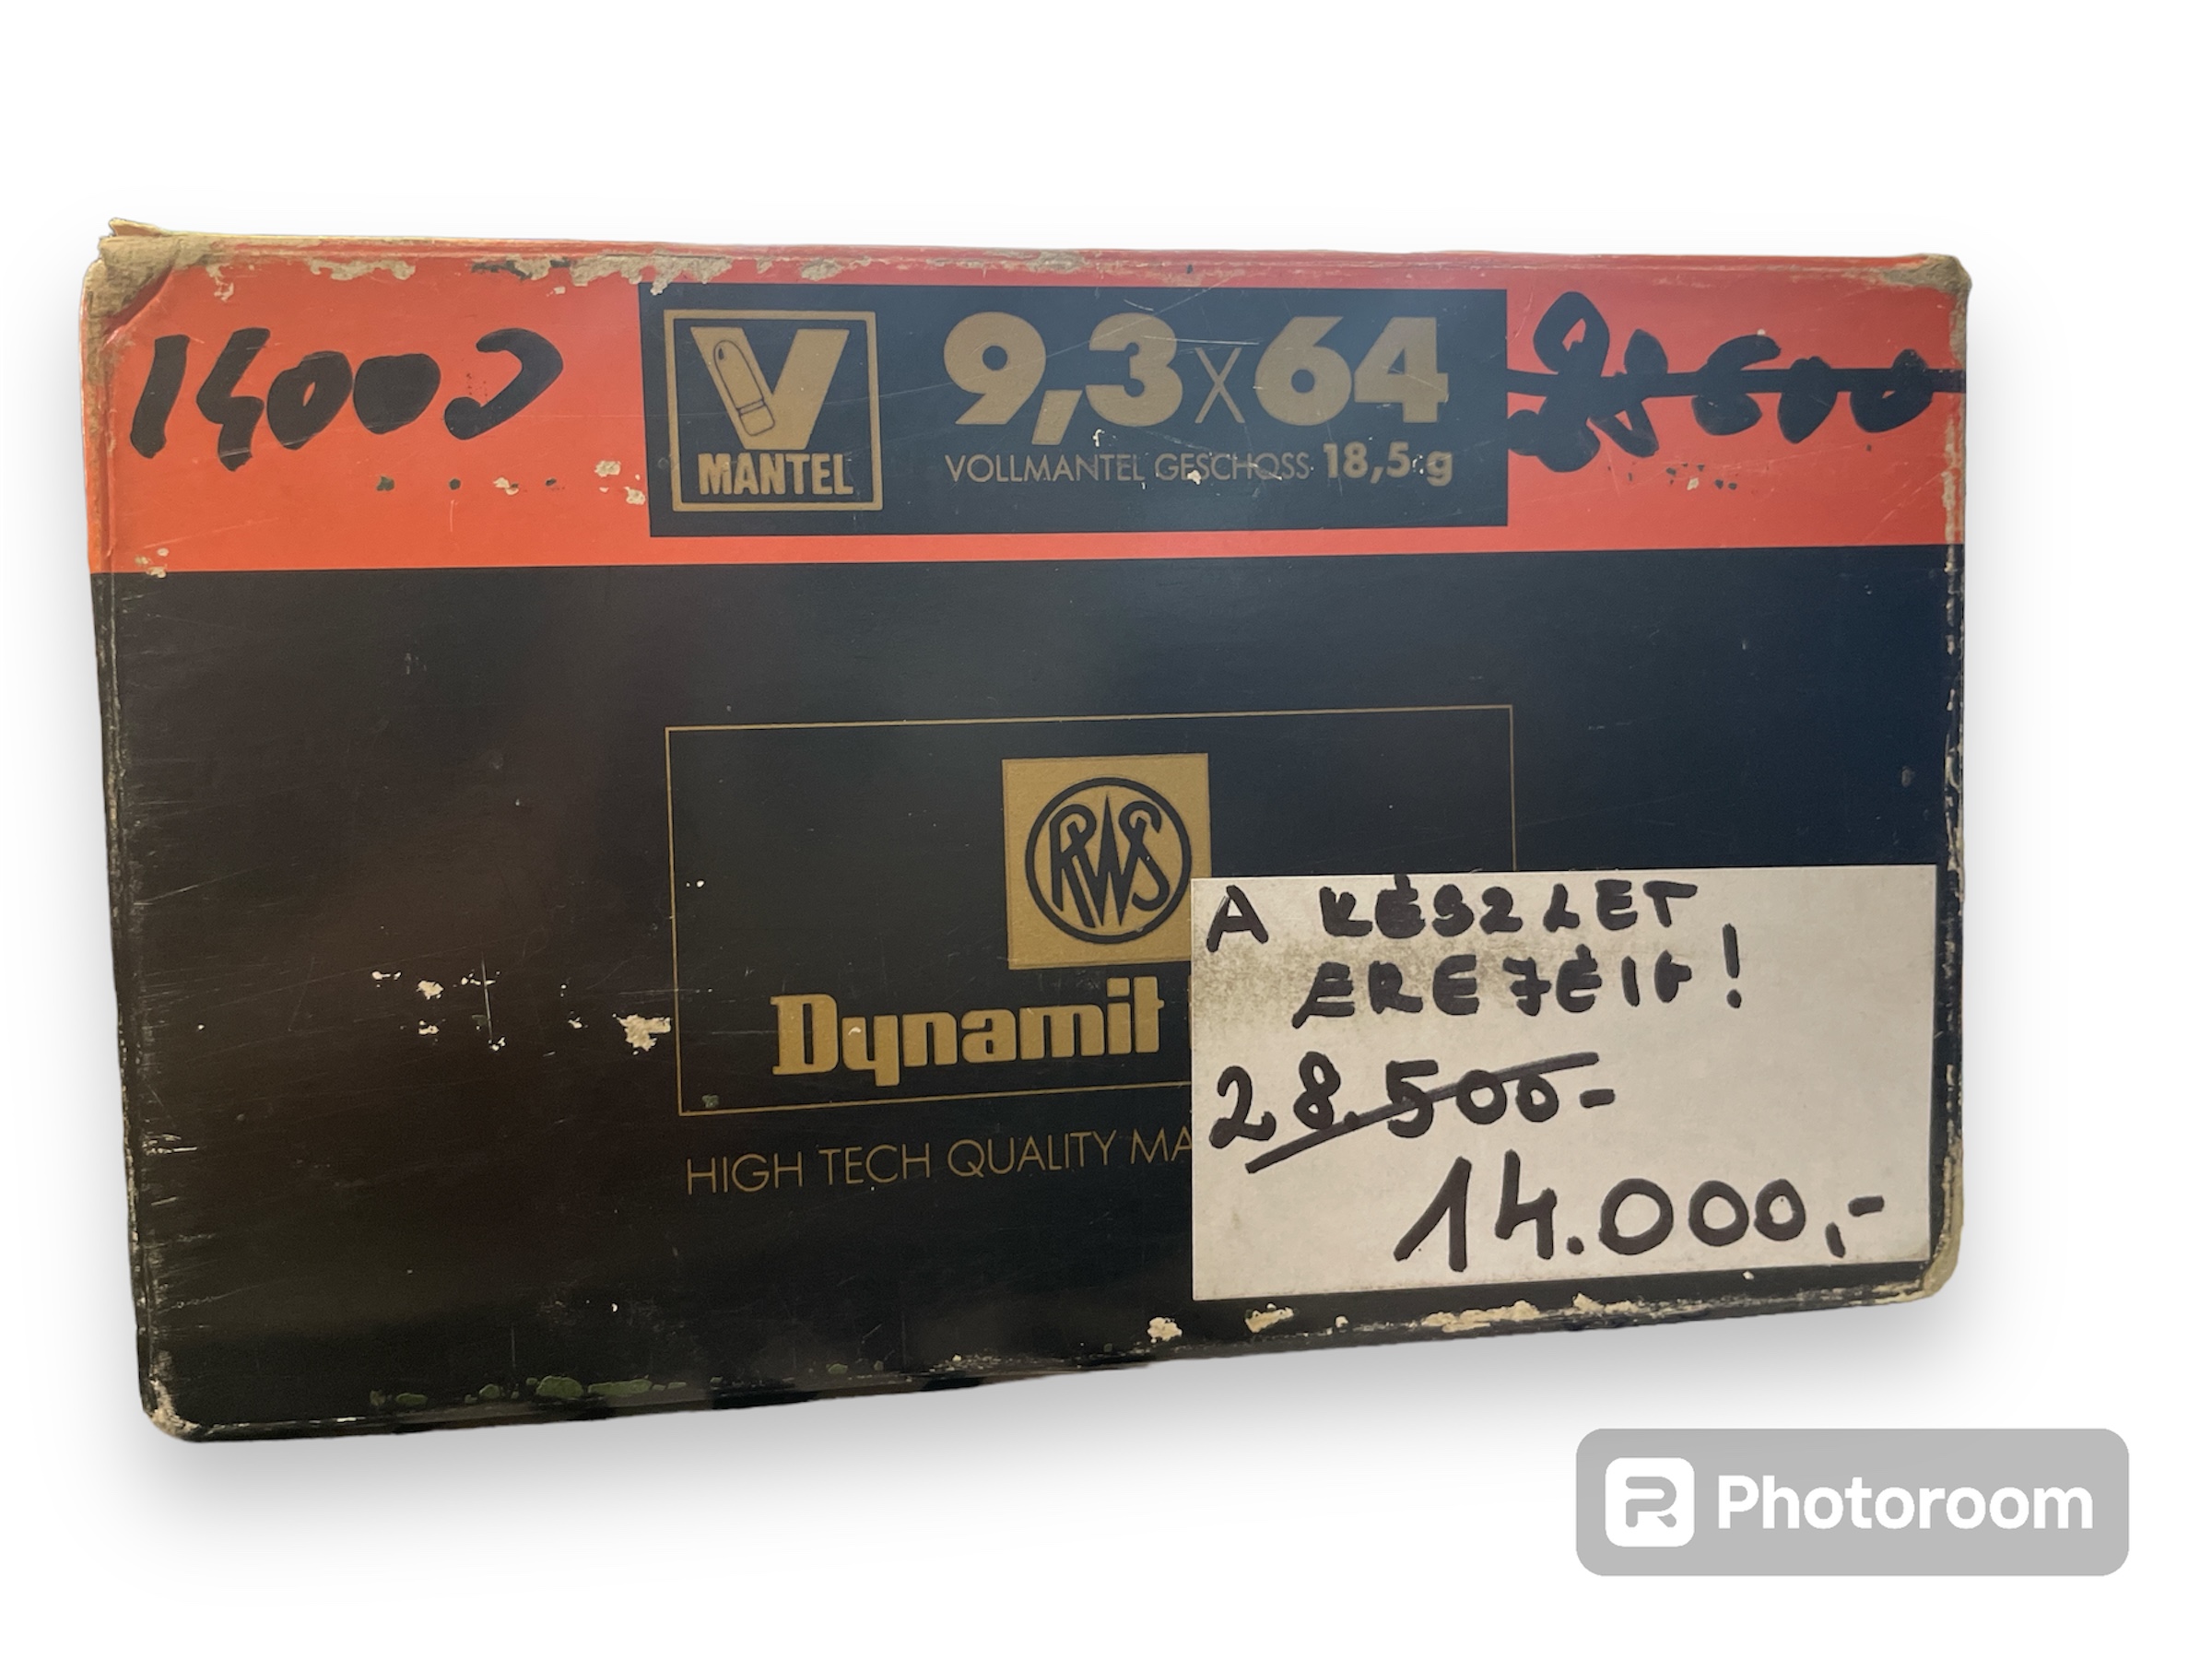 14000
V
MANTEL
9,3x64
VOLLMANTEL GESCHOSS 18,5 g
28500
RWS
Dynamit
HIGH TECH QUALITY MA
A KÉSZLET
EREJÉIG!
28.500-
14.000,-
Photoroom